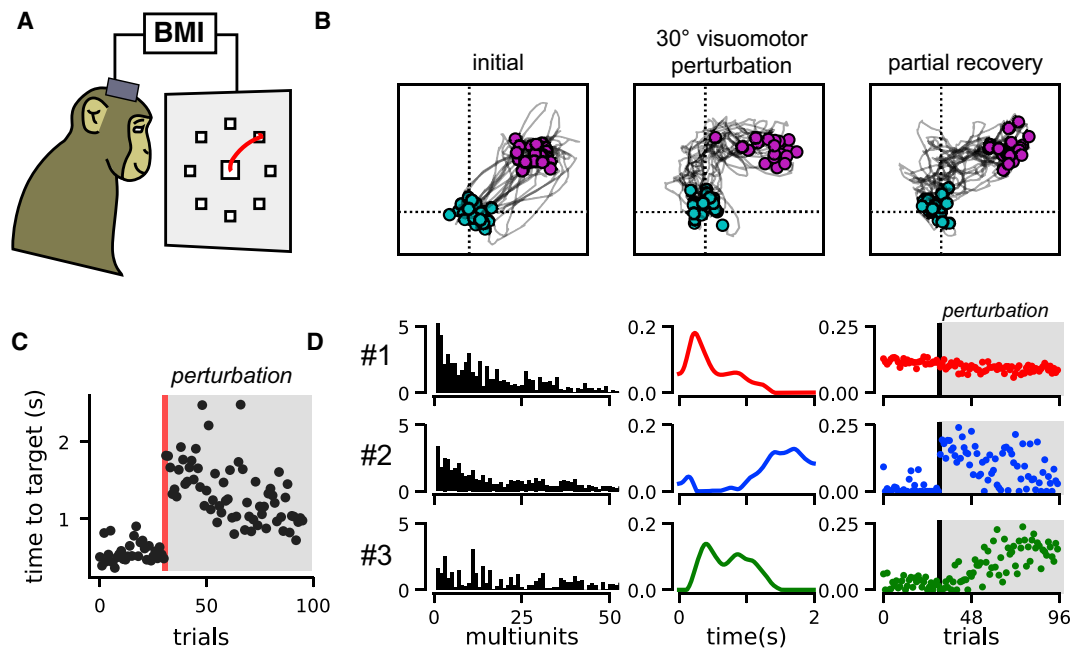 A
BMI
B
initial
30° visuomotor
perturbation
partial recovery
C
perturbation
time to target (s)
2
1
0 50 100
trials
D
perturbation
#1
5
0
0.2
0.0
0.25
0.00
#2
5
0
0.2
0.0
0.25
0.00
#3
5
0
0.2
0.0
0.25
0.00
0 25 50
multiunits
0 2
time(s)
48 96
trials